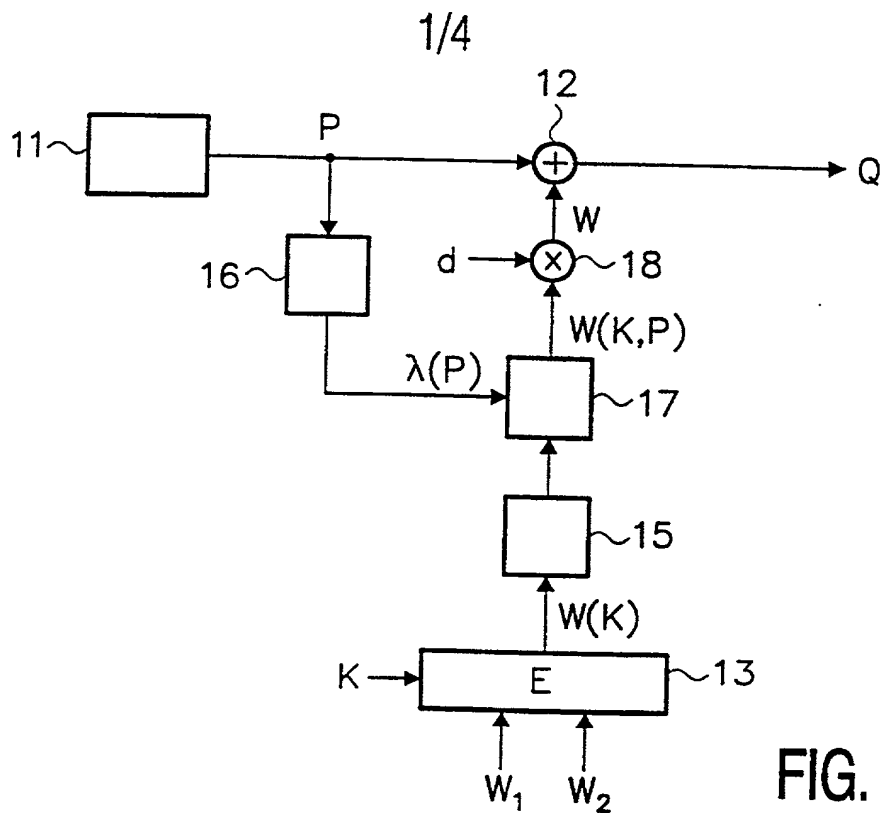 1/4
12
11
P
+
Q
W
16
d
×
18
W(K,P)
λ(P)
17
15
W(K)
K
E
13
W₁
W₂
FIG.